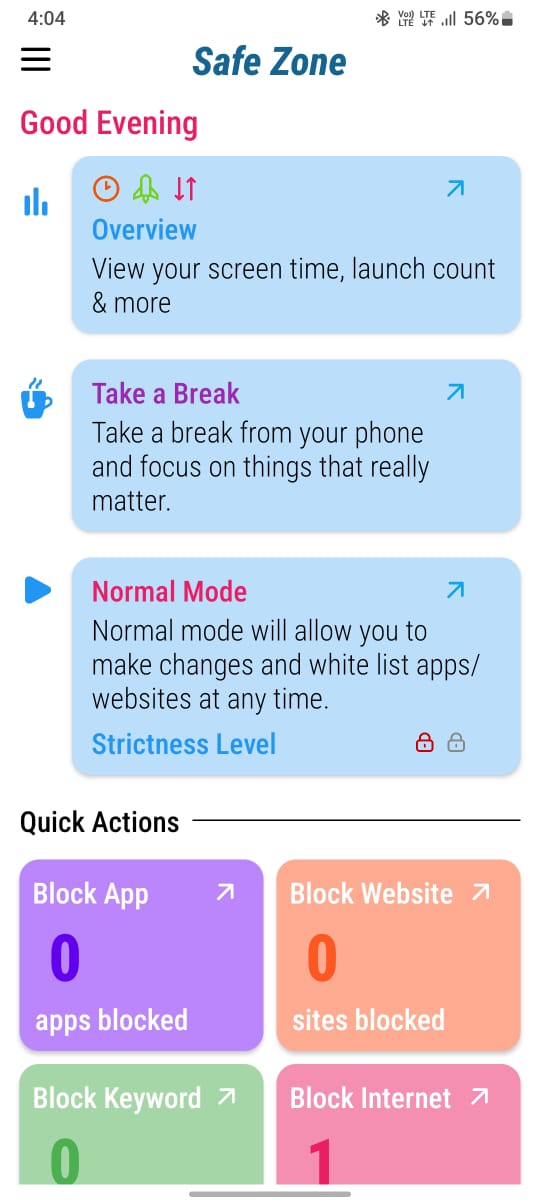 4:04
Vo) LTE
LTE
56%
Safe Zone
Good Evening
Overview
View your screen time, launch count
& more
Take a Break
Take a break from your phone
and focus on things that really
matter.
Normal Mode
Normal mode will allow you to
make changes and white list apps/
websites at any time.
Strictness Level
Quick Actions
Block App
0
apps blocked
Block Website
0
sites blocked
Block Keyword
0
Block Internet
1